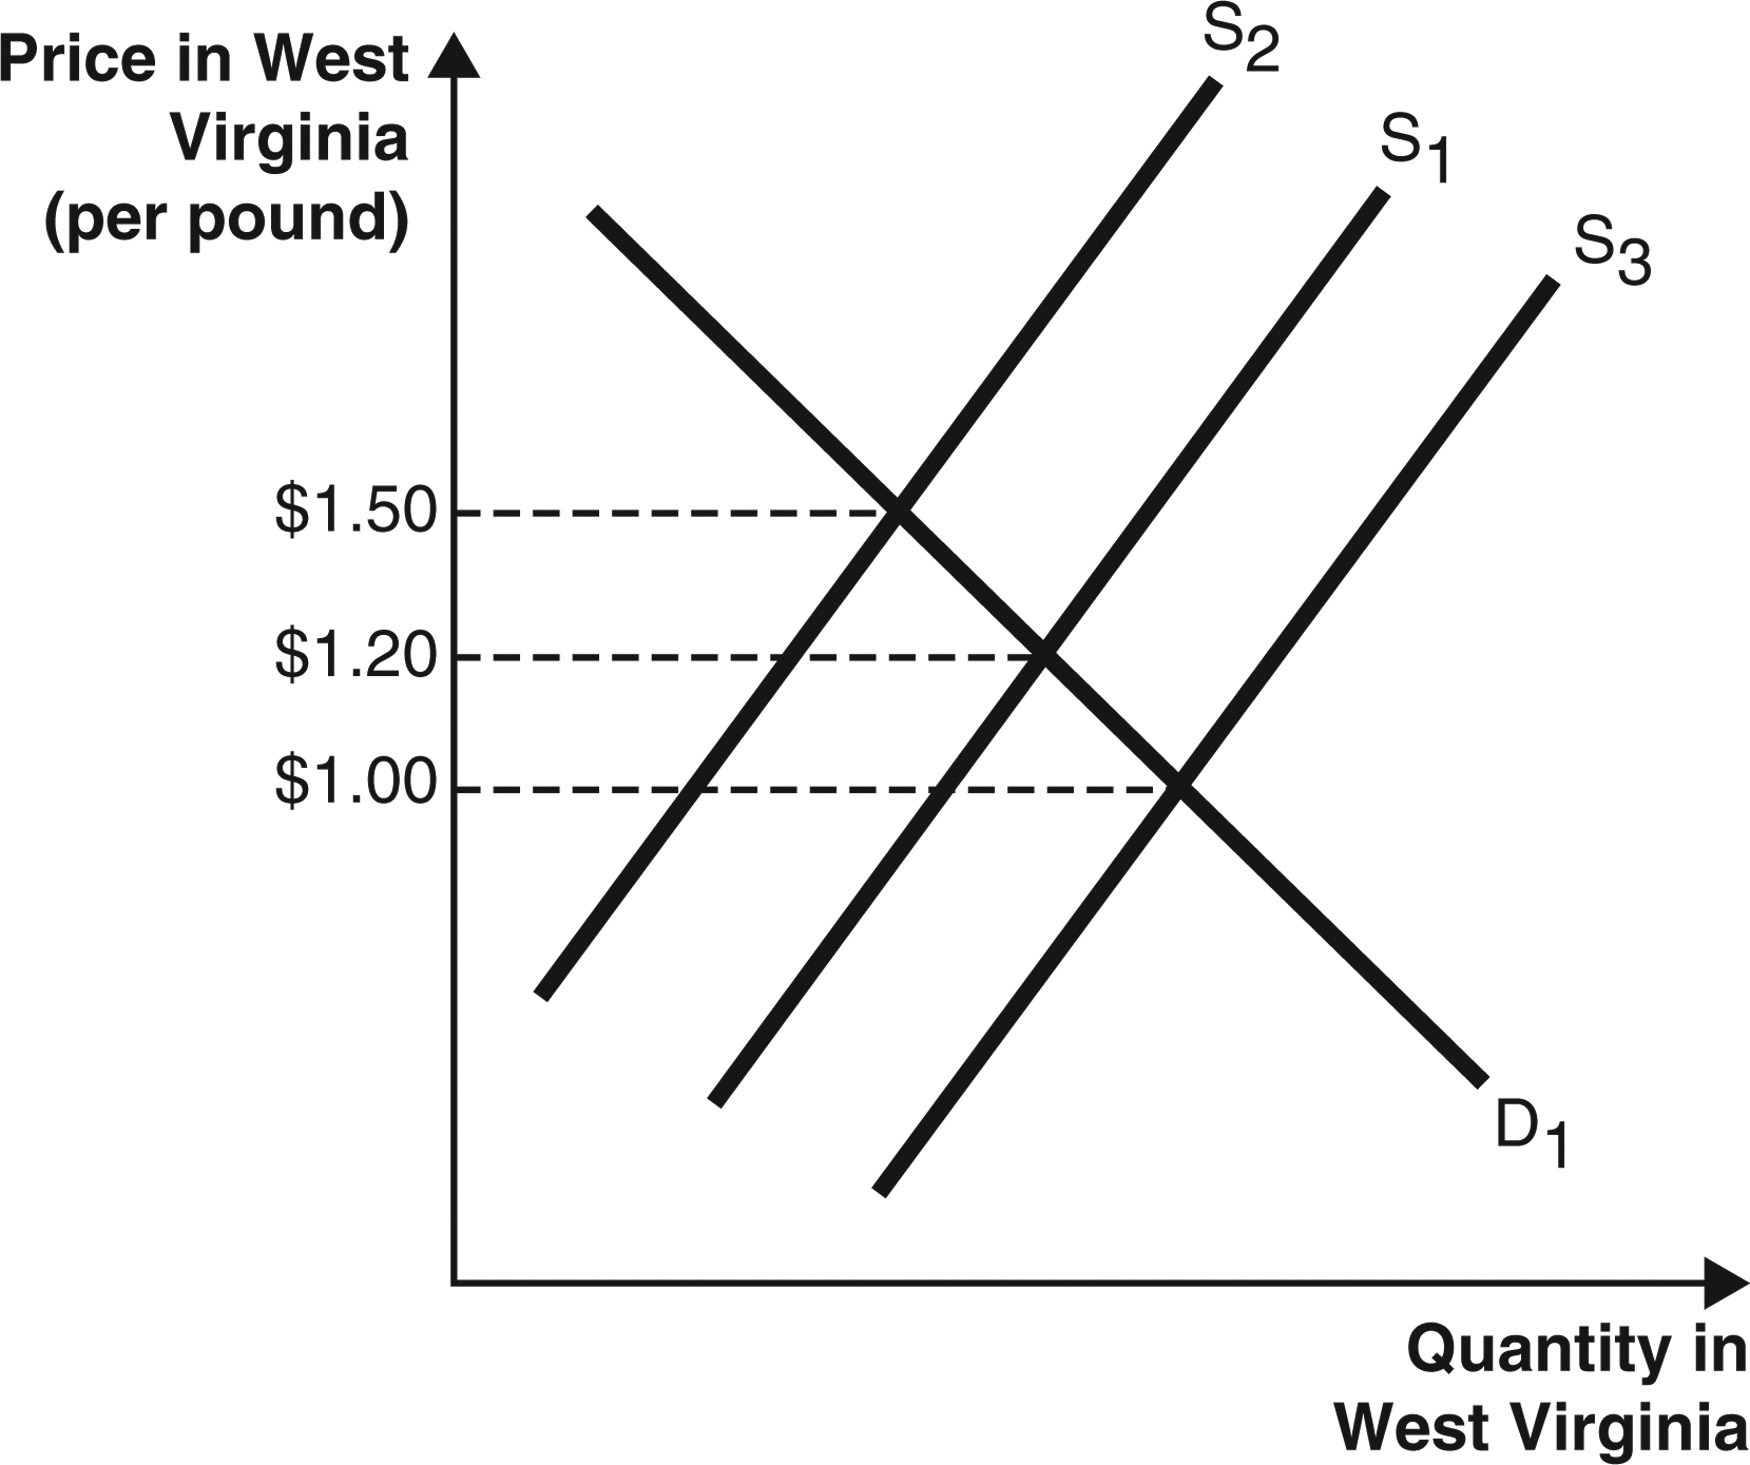 Price in West
Virginia
(per pound)
S2
S1
S3
$1.50
$1.20
$1.00
D1
Quantity in
West Virginia